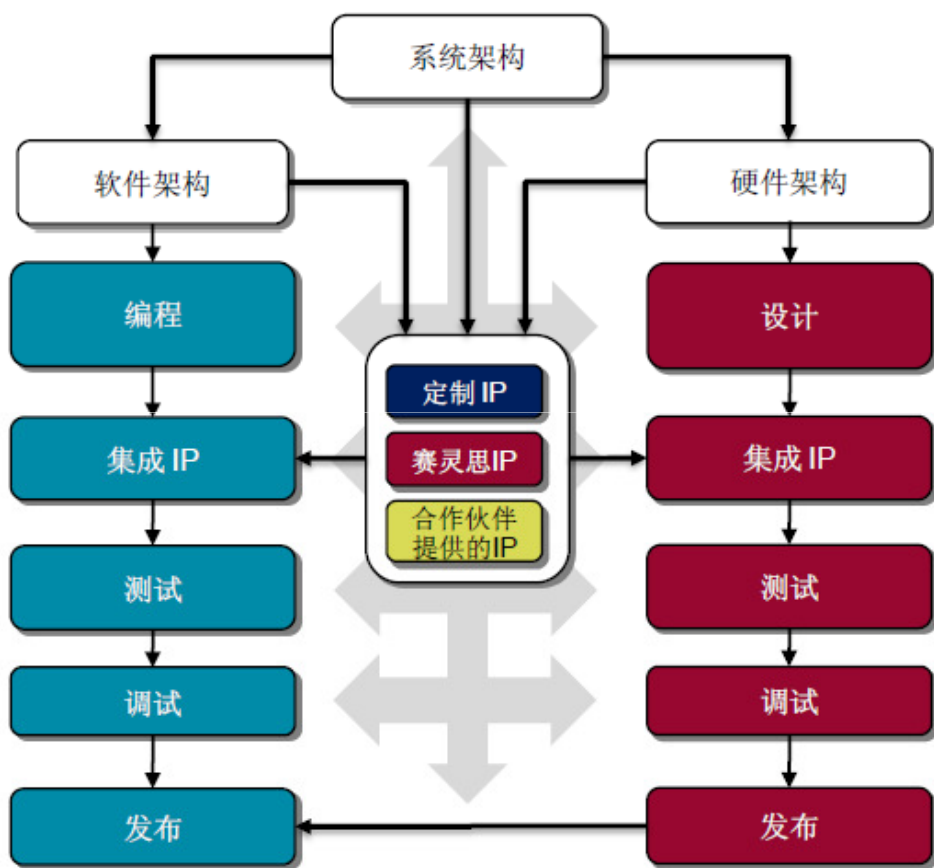 系统架构
软件架构
硬件架构
编程
设计
定制 IP
集成 IP
赛灵思IP
集成 IP
合作伙伴
提供的IP
测试
测试
调试
调试
发布
发布